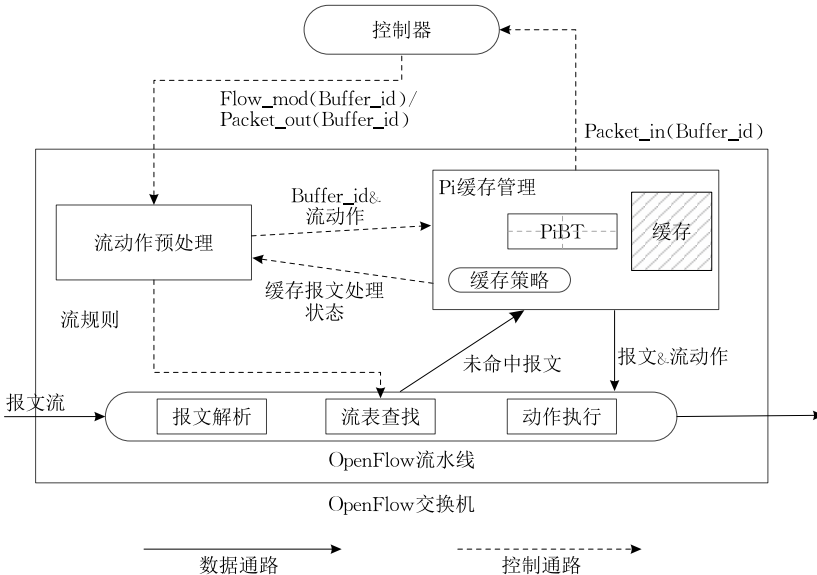 控制器
Flow_mod(Buffer_id)/
Packet_out(Buffer_id)
Packet_in(Buffer_id)
Buffer_id&
流动作
Pi缓存管理
PiBT
缓存
流动作预处理
缓存策略
缓存报文处理
状态
流规则
未命中报文
报文&流动作
报文流
报文解析
流表查找
动作执行
OpenFlow流水线
OpenFlow交换机
数据通路
控制通路